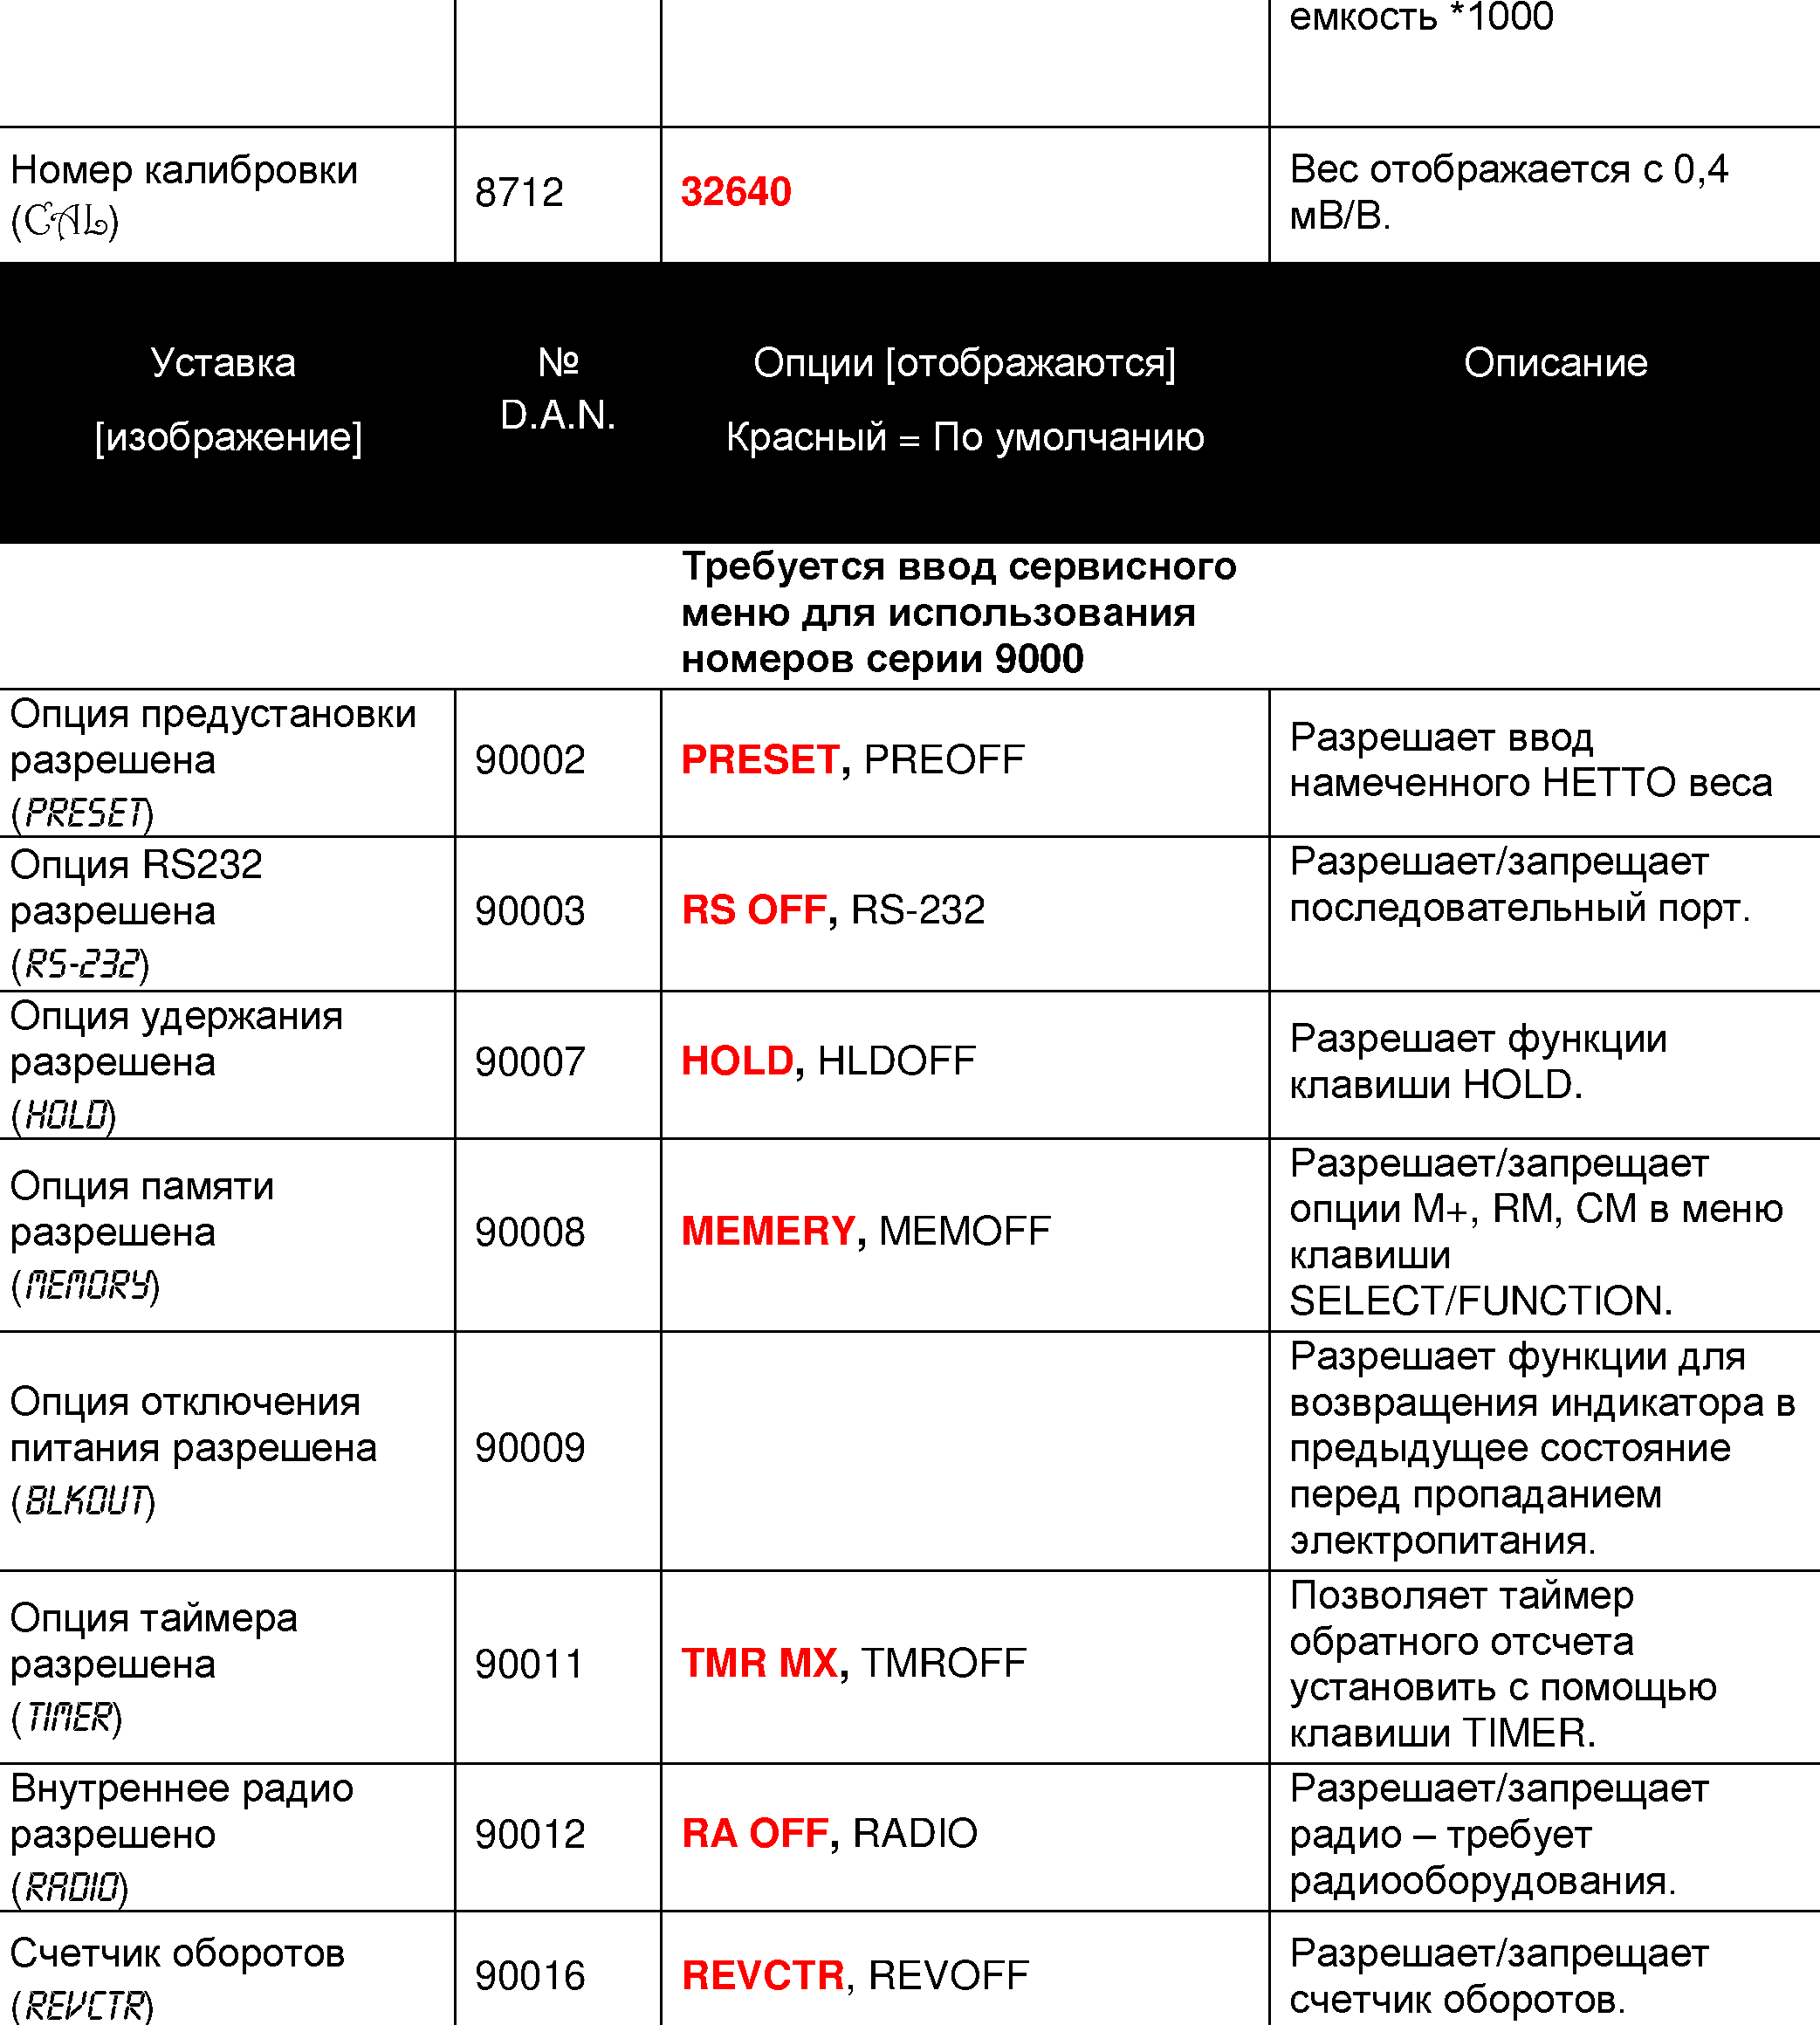 емкость *1000
Номер калибровки
(CAL)
8712
32640
Вес отображается с 0,4
мВ/В.
Уставка
[изображение]
№
D.A.N.
Опции [отображаются]
Красный = По умолчанию
Описание
Требуется ввод сервисного
меню для использования
номеров серии 9000
Опция предустановки
разрешена
(PRESET)
90002
PRESET, PREOFF
Разрешает ввод
намеченного НЕТТО веса
Опция RS232
разрешена
(RS-232)
90003
RS OFF, RS-232
Разрешает/запрещает
последовательный порт.
Опция удержания
разрешена
(HOLD)
90007
HOLD, HLDOFF
Разрешает функции
клавиши HOLD.
Опция памяти
разрешена
(MEMORY)
90008
MEMERY, MEMOFF
Разрешает/запрещает
опции M+, RM, CM в меню
клавиши
SELECT/FUNCTION.
Опция отключения
питания разрешена
(BLKOUT)
90009
Разрешает функции для
возвращения индикатора в
предыдущее состояние
перед пропаданием
электропитания.
Опция таймера
разрешена
(TIMER)
90011
TMR MX, TMROFF
Позволяет таймер
обратного отсчета
установить с помощью
клавиши TIMER.
Внутреннее радио
разрешено
(RADIO)
90012
RA OFF, RADIO
Разрешает/запрещает
радио – требует
радиооборудования.
Счетчик оборотов
(REVCTR)
90016
REVCTR, REVOFF
Разрешает/запрещает
счетчик оборотов.